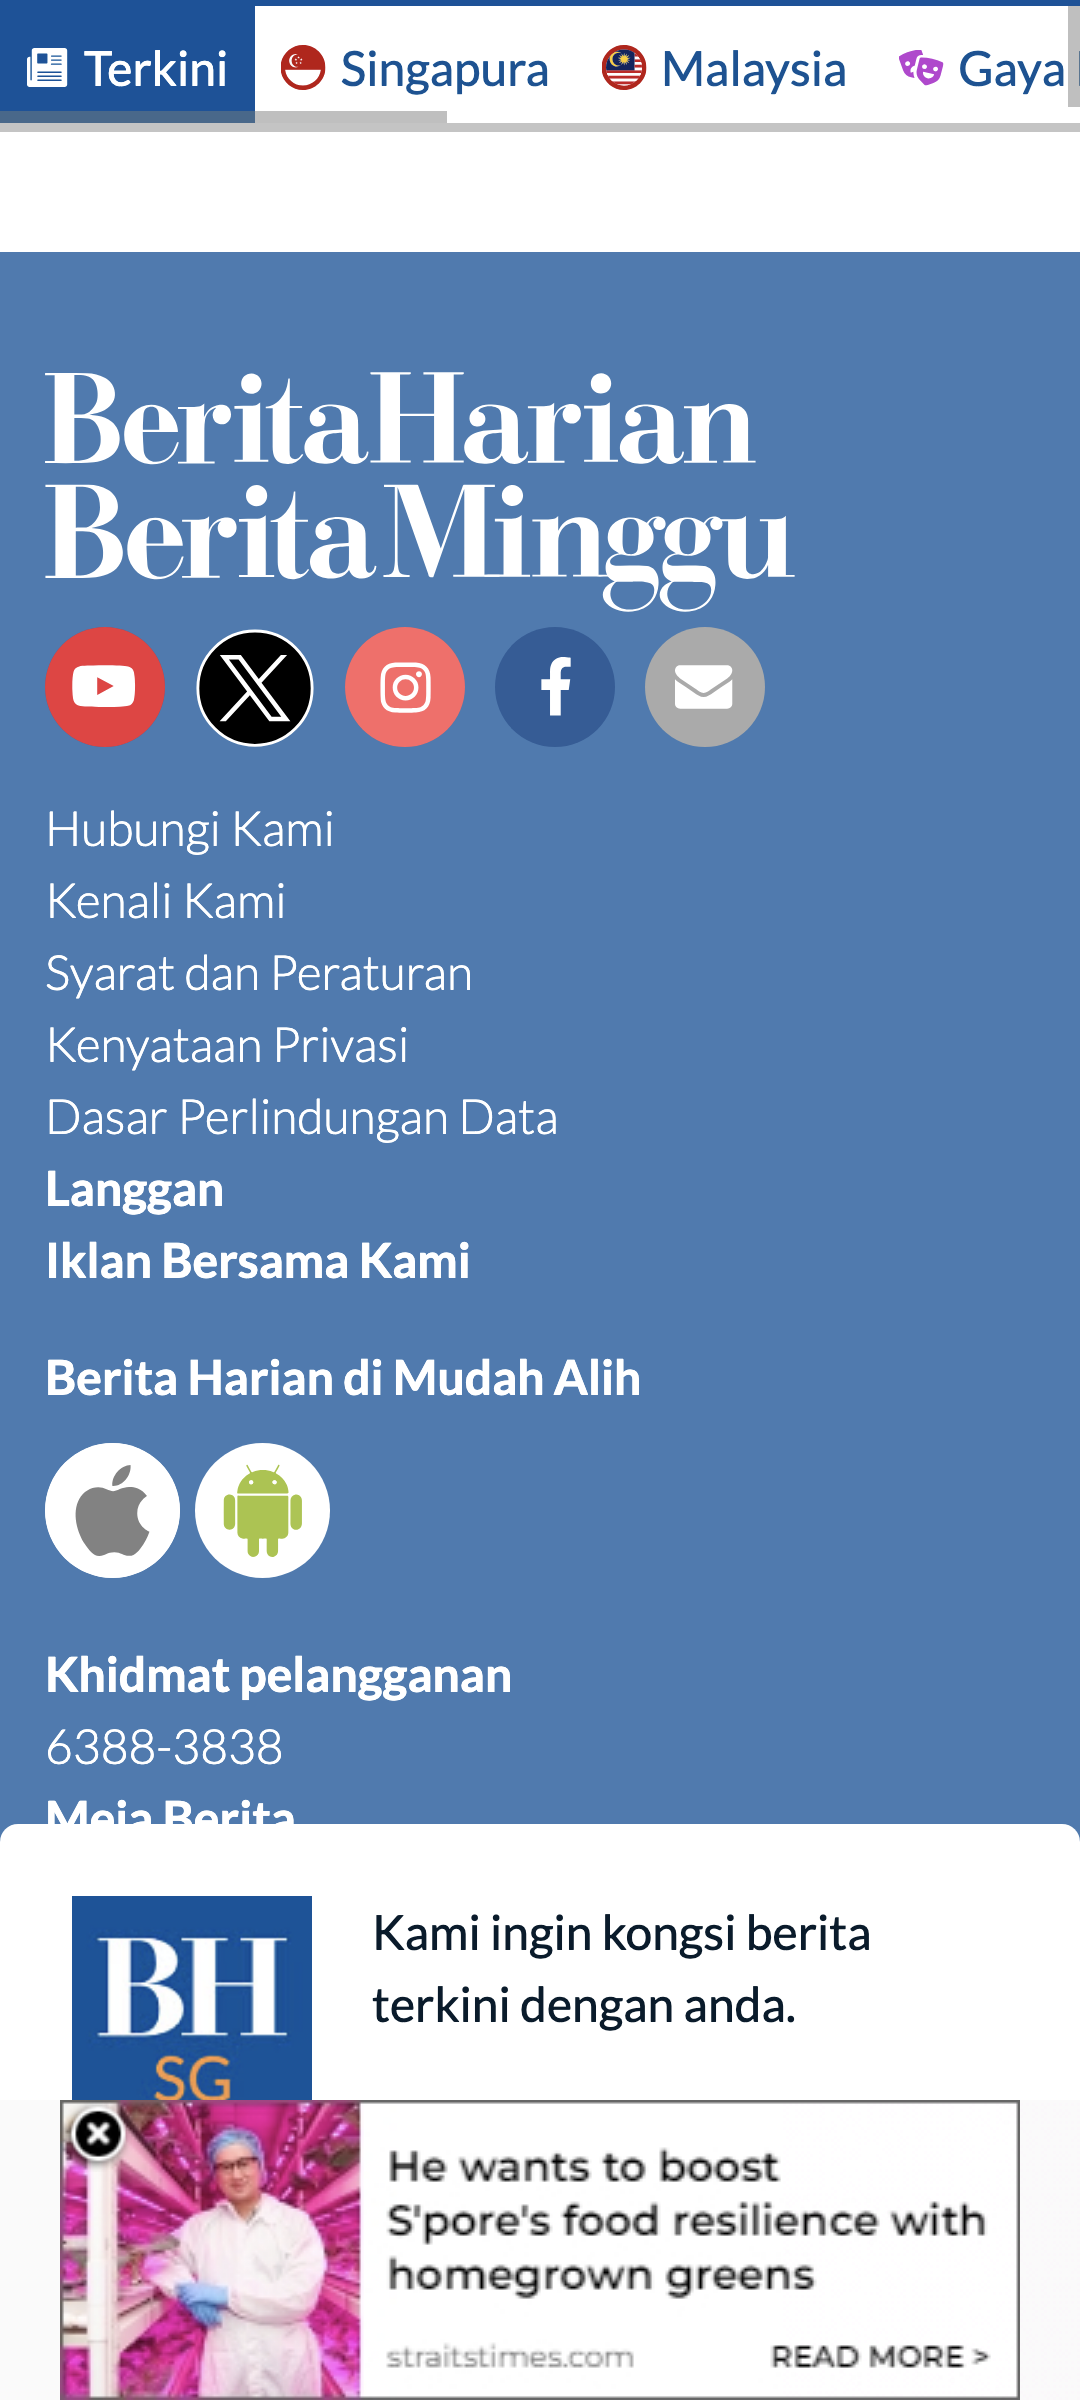 Terkini
Singapura
Malaysia
Gaya
BeritaHarian
BeritaMinggu
Hubungi Kami
Kenali Kami
Syarat dan Peraturan
Kenyataan Privasi
Dasar Perlindungan Data
Langgan
Iklan Bersama Kami
Berita Harian di Mudah Alih
Khidmat pelangganan
6388-3838
Meja Berita
Kami ingin kongsi berita
terkini dengan anda.
BH
SG
He wants to boost
S'pore's food resilience with
homegrown greens
straitstimes.com
READ MORE >